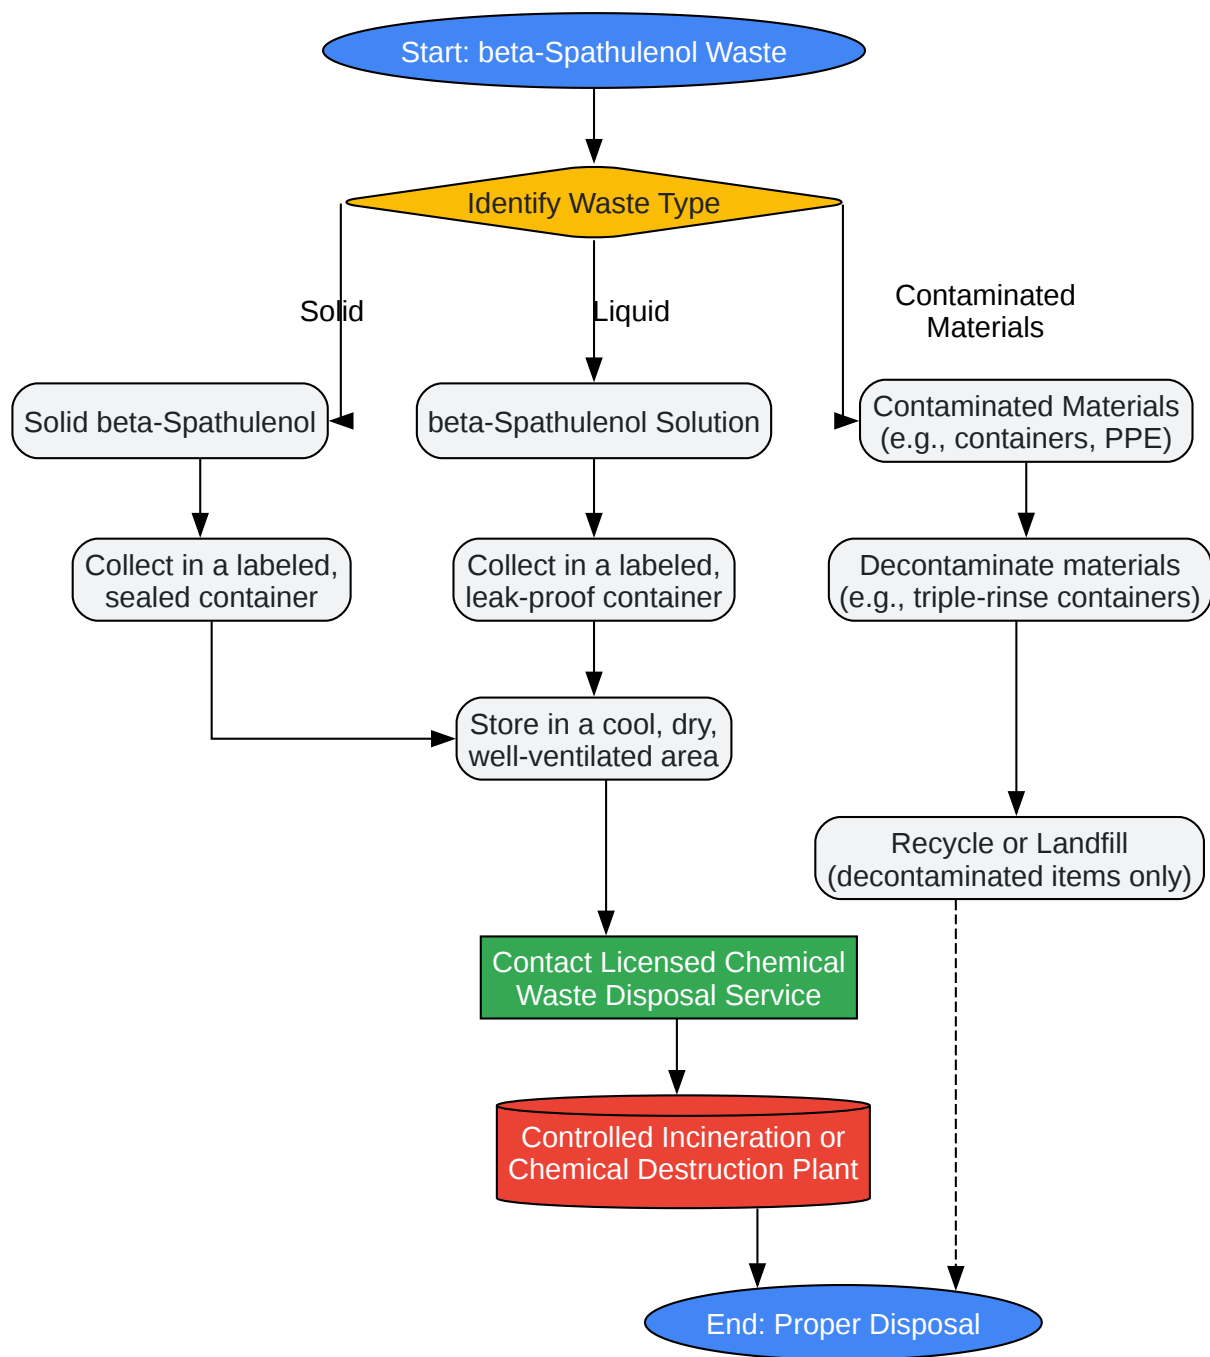 Start: beta-Spathulenol Waste
Identify Waste Type
Solid
Liquid
Contaminated
Materials
Solid beta-Spathulenol
beta-Spathulenol Solution
Contaminated Materials
(e.g., containers, PPE)
Collect in a labeled,
sealed container
Collect in a labeled,
leak-proof container
Decontaminate materials
(e.g., triple-rinse containers)
Store in a cool, dry,
well-ventilated area
Recycle or Landfill
(decontaminated items only)
Contact Licensed Chemical
Waste Disposal Service
Controlled Incineration or
Chemical Destruction Plant
End: Proper Disposal